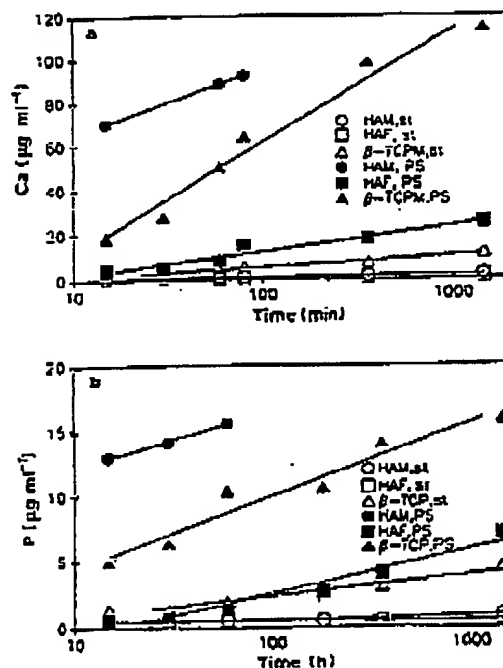 a
120
100
80
60
40
20
0
Ca (µg ml⁻¹)
HAM,st
HAF, st
β-TCPM,st
HAM, PS
HAF, PS
β-TCPM,PS
10
100
1000
Time (min)
b
20
15
10
5
0
P (µg ml⁻¹)
HAM,st
HAF, st
β-TCP,st
HAM,PS
HAF,PS
β-TCP,PS
10
100
1000
Time (h)